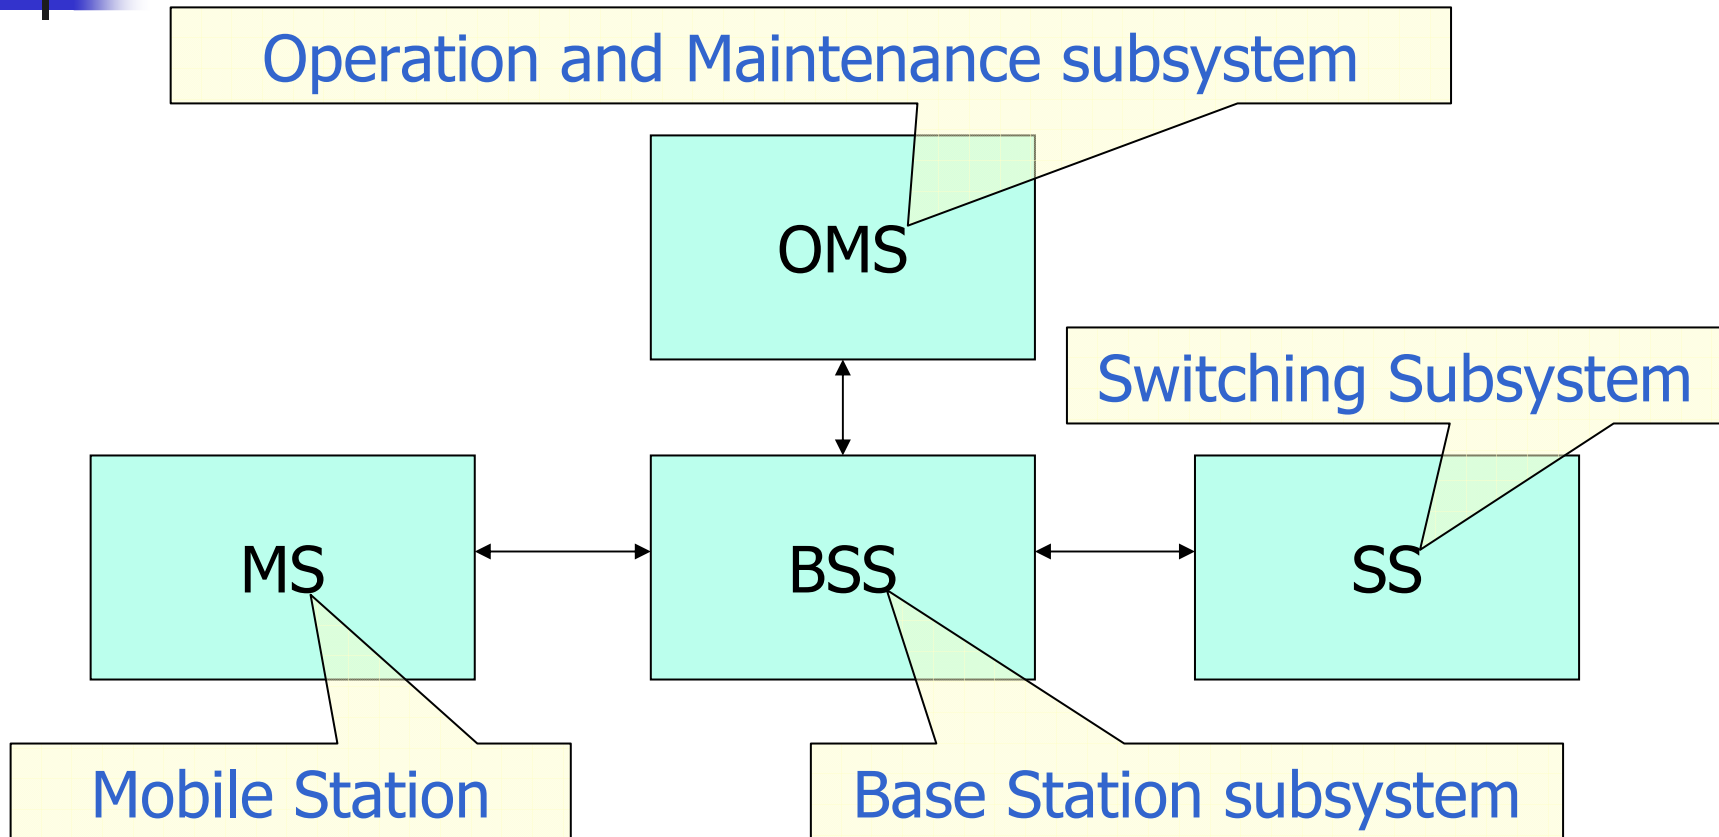 Operation and Maintenance subsystem
OMS
Switching Subsystem
MS
BSS
SS
Mobile Station
Base Station subsystem